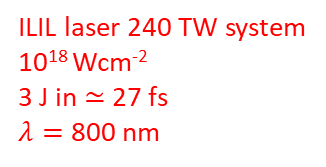 ILIL laser 240 TW system
10¹⁸ Wcm⁻²
3 J in ≃ 27 fs
λ = 800 nm